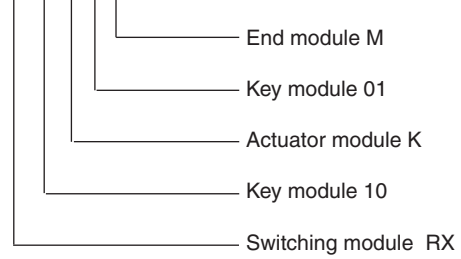 End module M
Key module 01
Actuator module K
Key module 10
Switching module RX